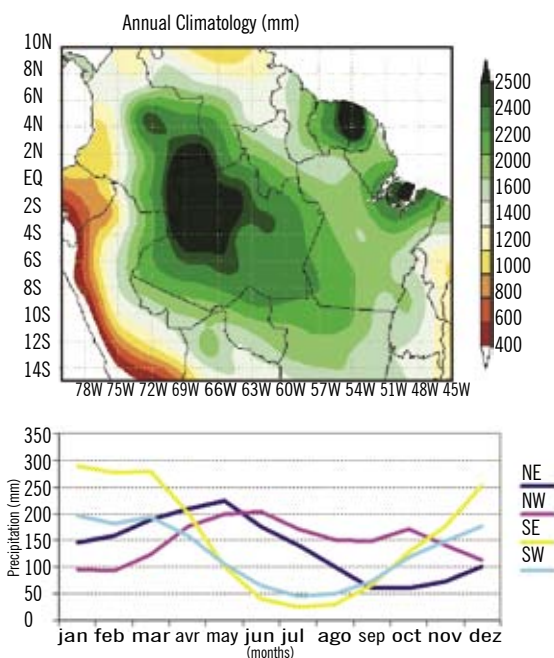 Annual Climatology (mm)
10N
8N
6N
4N
2N
EQ
2S
4S
6S
8S
10S
12S
14S
78W 75W 72W 69W 66W 63W 60W 57W 54W 51W 48W 45W
2500
2400
2200
2000
1600
1400
1200
1000
800
600
400
Precipitation (mm)
350
300
250
200
150
100
50
0
jan feb mar avr may jun jul ago sep oct nov dez
(months)
NE
NW
SE
SW